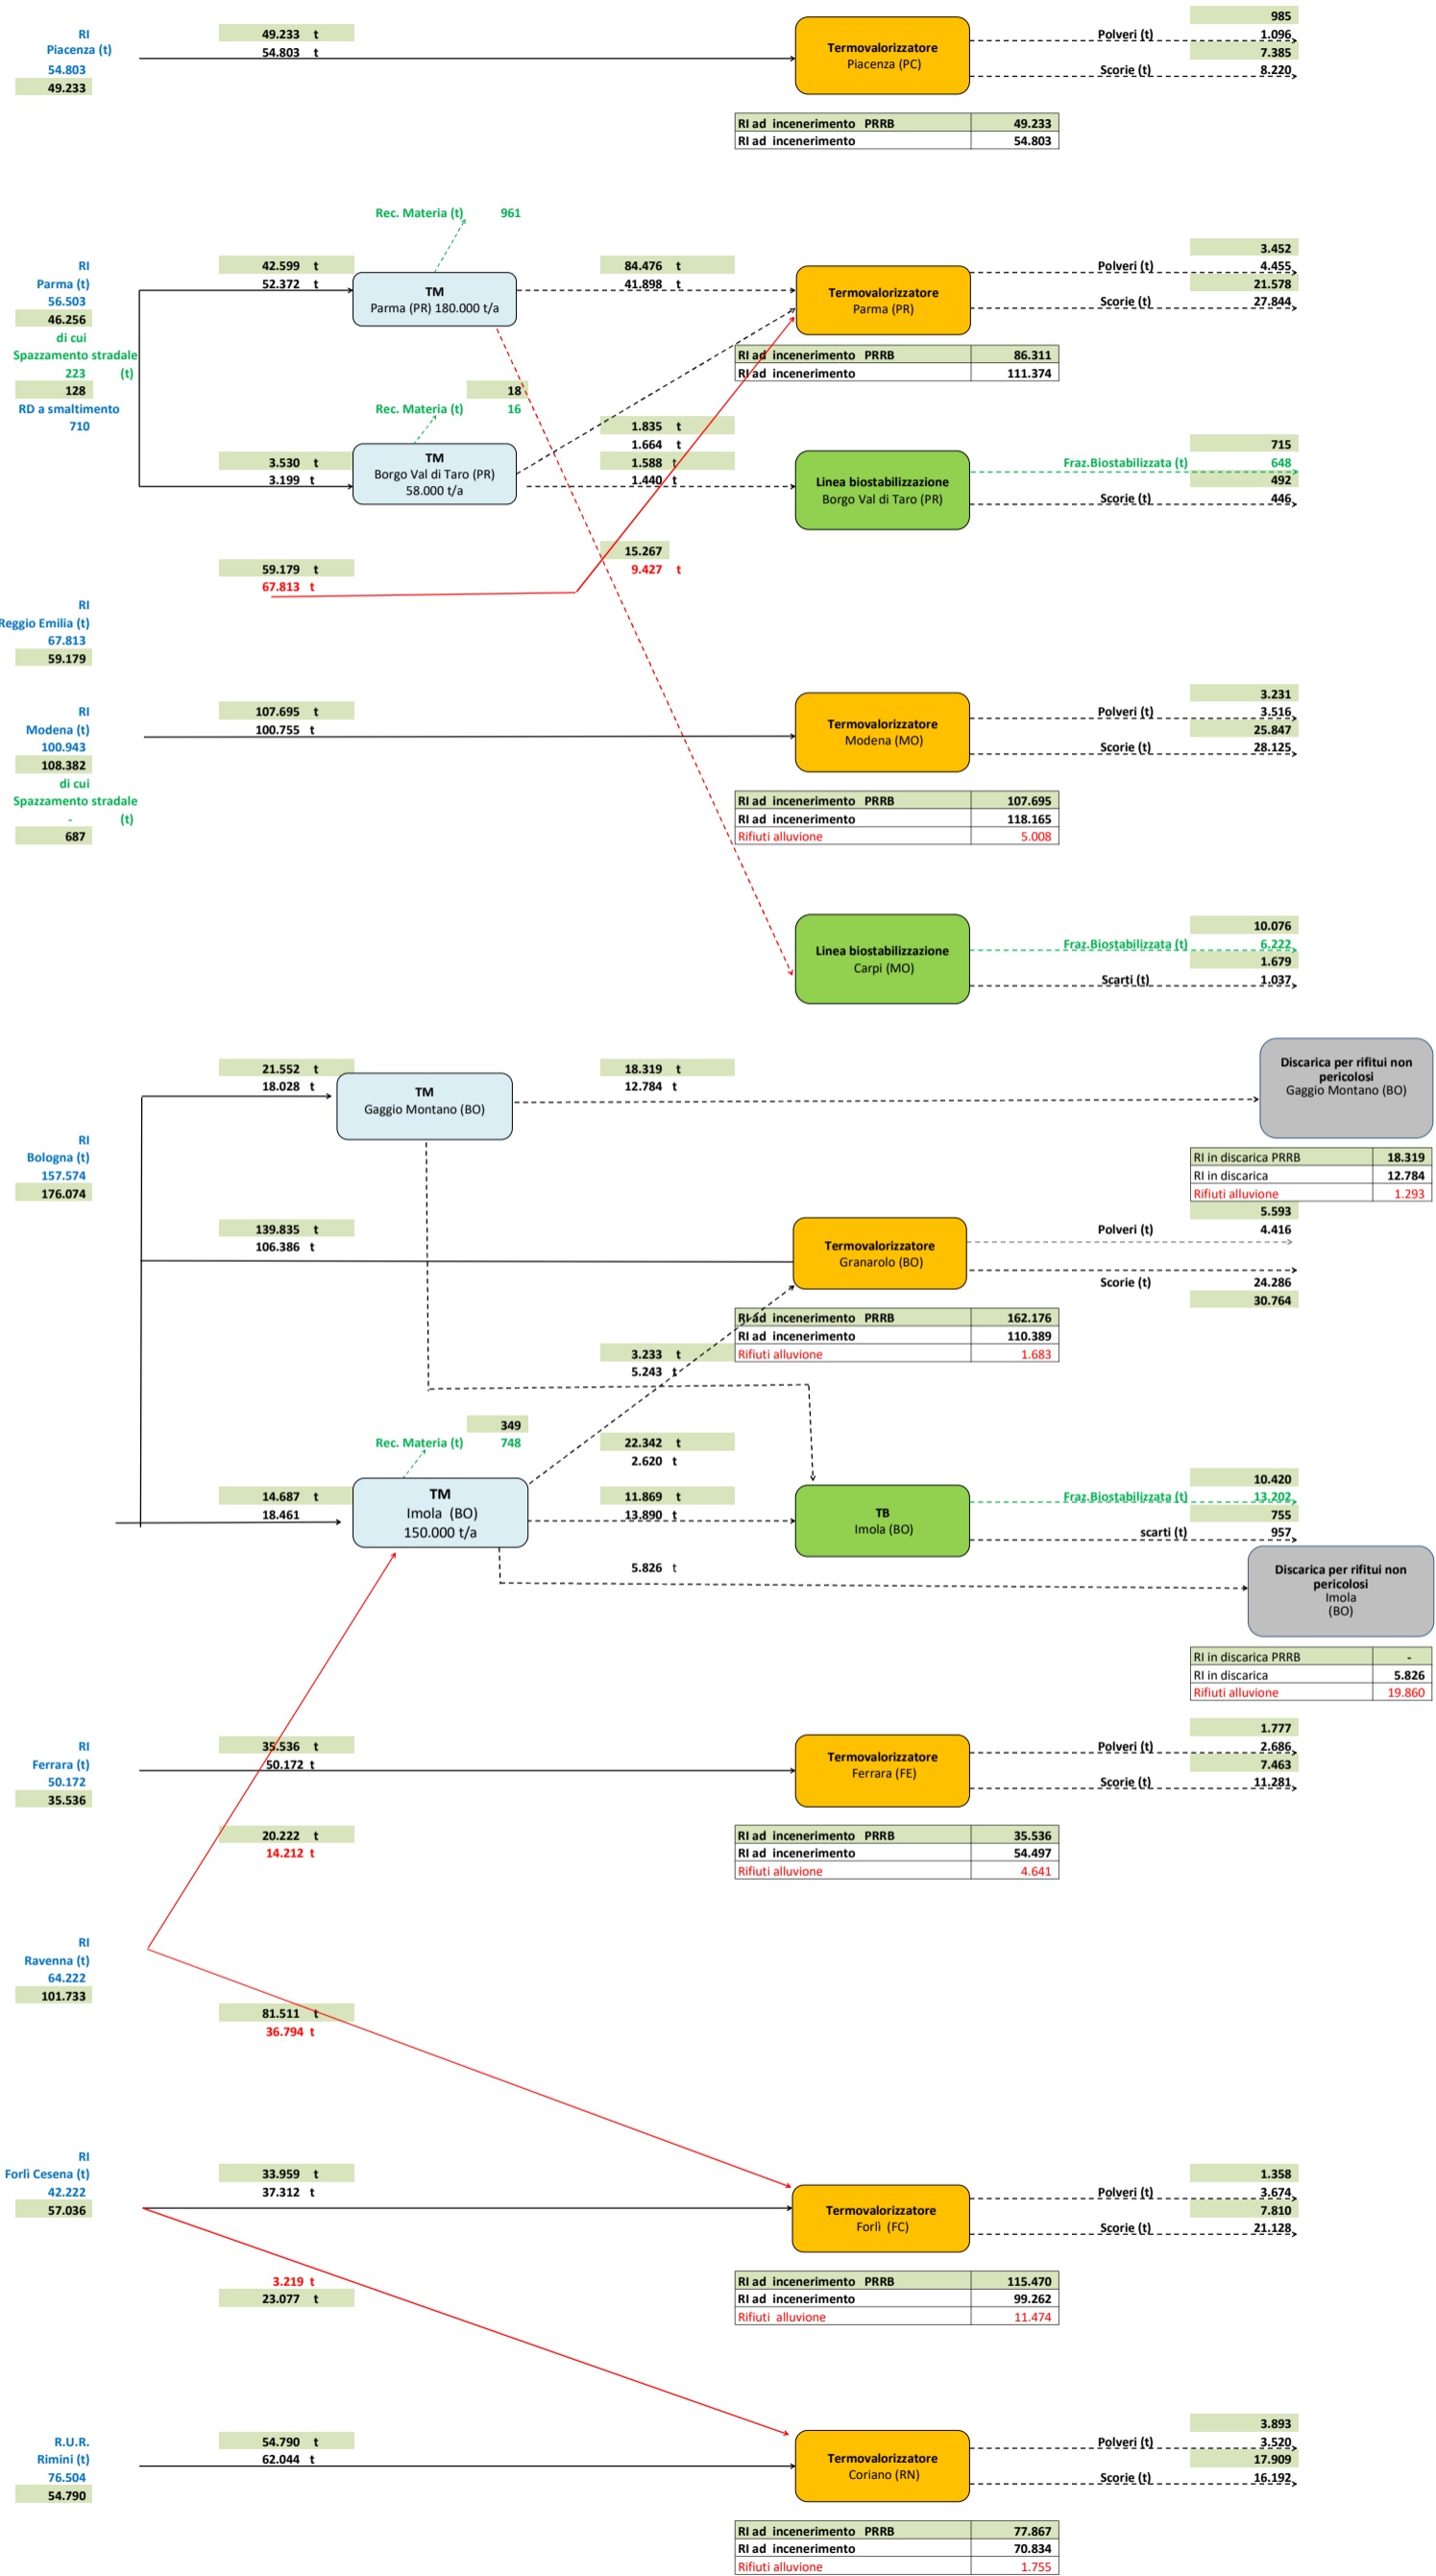 985
RI
49.233 t
Polveri (t) 1.096
Piacenza (t)
54.803 t
Termovalorizzatore
Piacenza (PC)
7.385
54.803
Scorie (t) 8.220
49.233
RI ad incenerimento PRRB 49.233
RI ad incenerimento 54.803
Rec. Materia (t) 961
3.452
RI
42.599 t
84.476 t
Polveri (t) 4.455
Parma (t)
52.372 t
TM
Parma (PR) 180.000 t/a
41.898 t
Termovalorizzatore
Parma (PR)
21.578
56.503
Scorie (t) 27.844
46.256
di cui
Spazzamento stradale
223 (t)
128
RD a smaltimento
710
RI ad incenerimento PRRB 86.311
RI ad incenerimento 111.374
18
Rec. Materia (t) 16
1.835 t
1.664 t
715
3.530 t
TM
Borgo Val di Taro (PR)
58.000 t/a
1.588 t
Fraz.Biostabilizzata (t) 648
3.199 t
1.440 t
Linea biostabilizzazione
Borgo Val di Taro (PR)
492
Scorie (t) 446
15.267
59.179 t
9.427 t
67.813 t
RI
Reggio Emilia (t)
67.813
59.179
3.231
RI
107.695 t
Polveri (t) 3.516
Modena (t)
100.755 t
Termovalorizzatore
Modena (MO)
25.847
100.943
Scorie (t) 28.125
108.382
di cui
Spazzamento stradale
- (t)
687
RI ad incenerimento PRRB 107.695
RI ad incenerimento 118.165
Rifiuti alluvione 5.008
10.076
Linea biostabilizzazione
Carpi (MO)
Fraz.Biostabilizzata (t) 6.222
1.679
Scarti (t) 1.037
21.552 t
18.319 t
Discarica per rifitui non
pericolosi
Gaggio Montano (BO)
18.028 t
TM
Gaggio Montano (BO)
12.784 t
RI
Bologna (t)
157.574
176.074
RI in discarica PRRB 18.319
RI in discarica 12.784
Rifiuti alluvione 1.293
5.593
139.835 t
Polveri (t) 4.416
106.386 t
Termovalorizzatore
Granarolo (BO)
Scorie (t) 24.286
30.764
RI ad incenerimento PRRB 162.176
RI ad incenerimento 110.389
Rifiuti alluvione 1.683
3.233 t
5.243 t
349
Rec. Materia (t) 748
22.342 t
2.620 t
10.420
14.687 t
TM
Imola (BO)
150.000 t/a
11.869 t
Fraz.Biostabilizzata (t) 13.202
18.461
13.890 t
TB
Imola (BO)
755
scarti (t) 957
5.826 t
Discarica per rifitui non
pericolosi
Imola
(BO)
RI in discarica PRRB -
RI in discarica 5.826
Rifiuti alluvione 19.860
1.777
RI
35.536 t
Polveri (t) 2.686
Ferrara (t)
50.172 t
Termovalorizzatore
Ferrara (FE)
7.463
50.172
Scorie (t) 11.281
35.536
20.222 t
14.212 t
RI ad incenerimento PRRB 35.536
RI ad incenerimento 54.497
Rifiuti alluvione 4.641
RI
Ravenna (t)
64.222
101.733
81.511 t
36.794 t
RI
33.959 t
1.358
Forlì Cesena (t)
37.312 t
Polveri (t) 3.674
42.222
57.036
Termovalorizzatore
Forlì (FC)
7.810
Scorie (t) 21.128
3.219 t
23.077 t
RI ad incenerimento PRRB 115.470
RI ad incenerimento 99.262
Rifiuti alluvione 11.474
3.893
R.U.R.
54.790 t
Polveri (t) 3.520
Rimini (t)
62.044 t
Termovalorizzatore
Coriano (RN)
17.909
76.504
Scorie (t) 16.192
54.790
RI ad incenerimento PRRB 77.867
RI ad incenerimento 70.834
Rifiuti alluvione 1.755